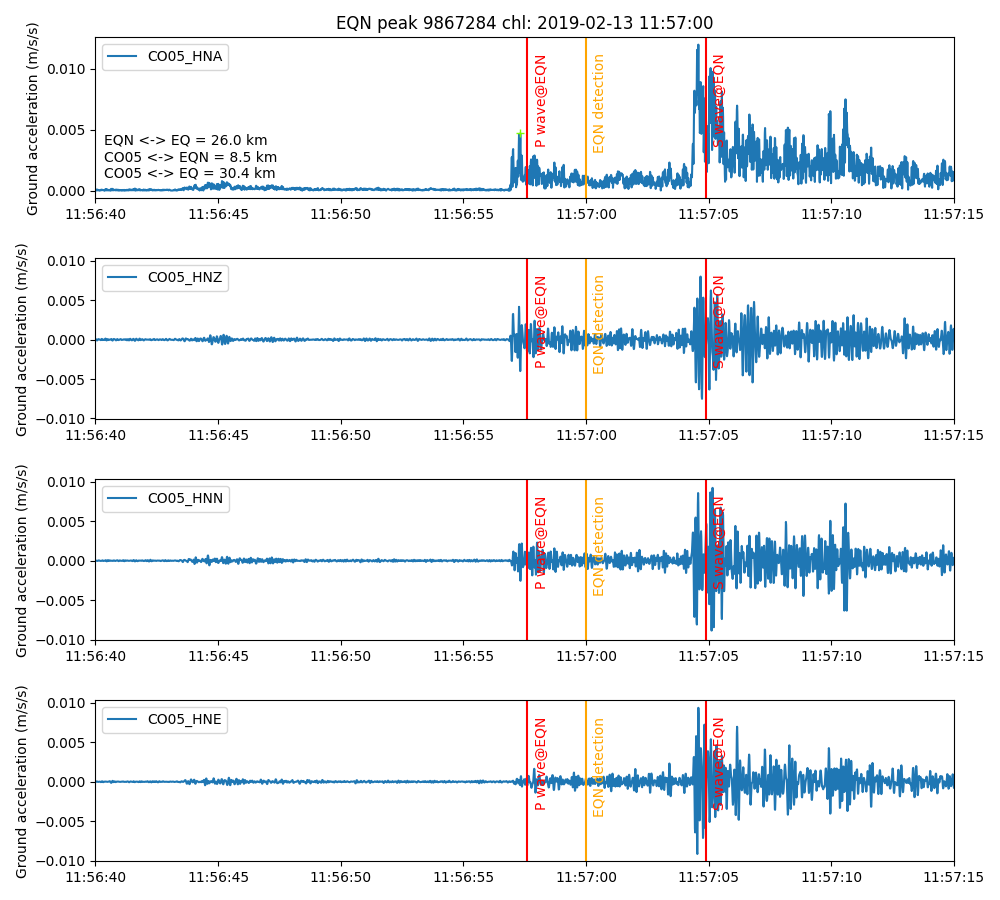 EQN peak 9867284 chl: 2019-02-13 11:57:00
Ground acceleration (m/s/s)
0.010
0.005
0.000
CO05_HNA
EQN <-> EQ = 26.0 km
CO05 <-> EQN = 8.5 km
CO05 <-> EQ = 30.4 km
P wave@EQN
EQN detection
S wave@EQN
11:56:40 11:56:45 11:56:50 11:56:55 11:57:00 11:57:05 11:57:10 11:57:15
Ground acceleration (m/s/s)
0.010
0.005
0.000
−0.005
−0.010
CO05_HNZ
P wave@EQN
EQN detection
S wave@EQN
11:56:40 11:56:45 11:56:50 11:56:55 11:57:00 11:57:05 11:57:10 11:57:15
Ground acceleration (m/s/s)
0.010
0.005
0.000
−0.005
−0.010
CO05_HNN
P wave@EQN
EQN detection
S wave@EQN
11:56:40 11:56:45 11:56:50 11:56:55 11:57:00 11:57:05 11:57:10 11:57:15
Ground acceleration (m/s/s)
0.010
0.005
0.000
−0.005
−0.010
CO05_HNE
P wave@EQN
EQN detection
S wave@EQN
11:56:40 11:56:45 11:56:50 11:56:55 11:57:00 11:57:05 11:57:10 11:57:15